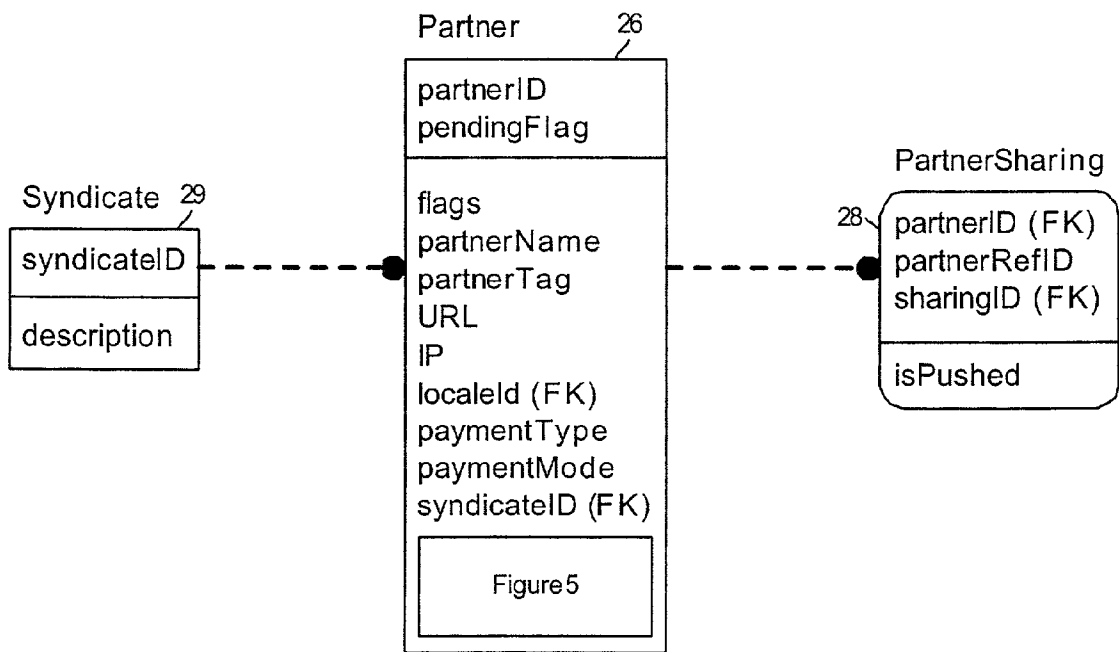 Syndicate
29
syndicateID
description
Partner
26
partnerID
pendingFlag
flags
partnerName
partnerTag
URL
IP
localeId (FK)
paymentType
paymentMode
syndicateID (FK)
Figure5
PartnerSharing
28
partnerID (FK)
partnerRefID
sharingID (FK)
isPushed